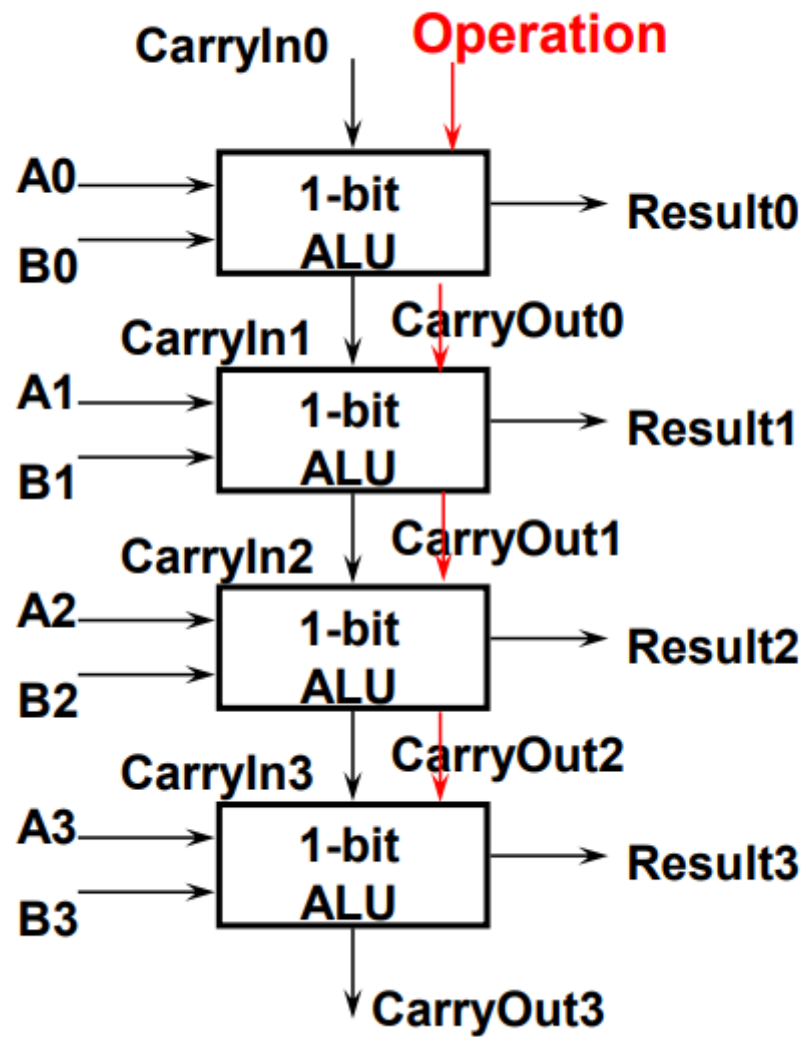 CarryIn0 Operation
A0 1-bit Result0
B0 ALU
CarryIn1 CarryOut0
A1 1-bit Result1
B1 ALU
CarryIn2 CarryOut1
A2 1-bit Result2
B2 ALU
CarryIn3 CarryOut2
A3 1-bit Result3
B3 ALU
CarryOut3